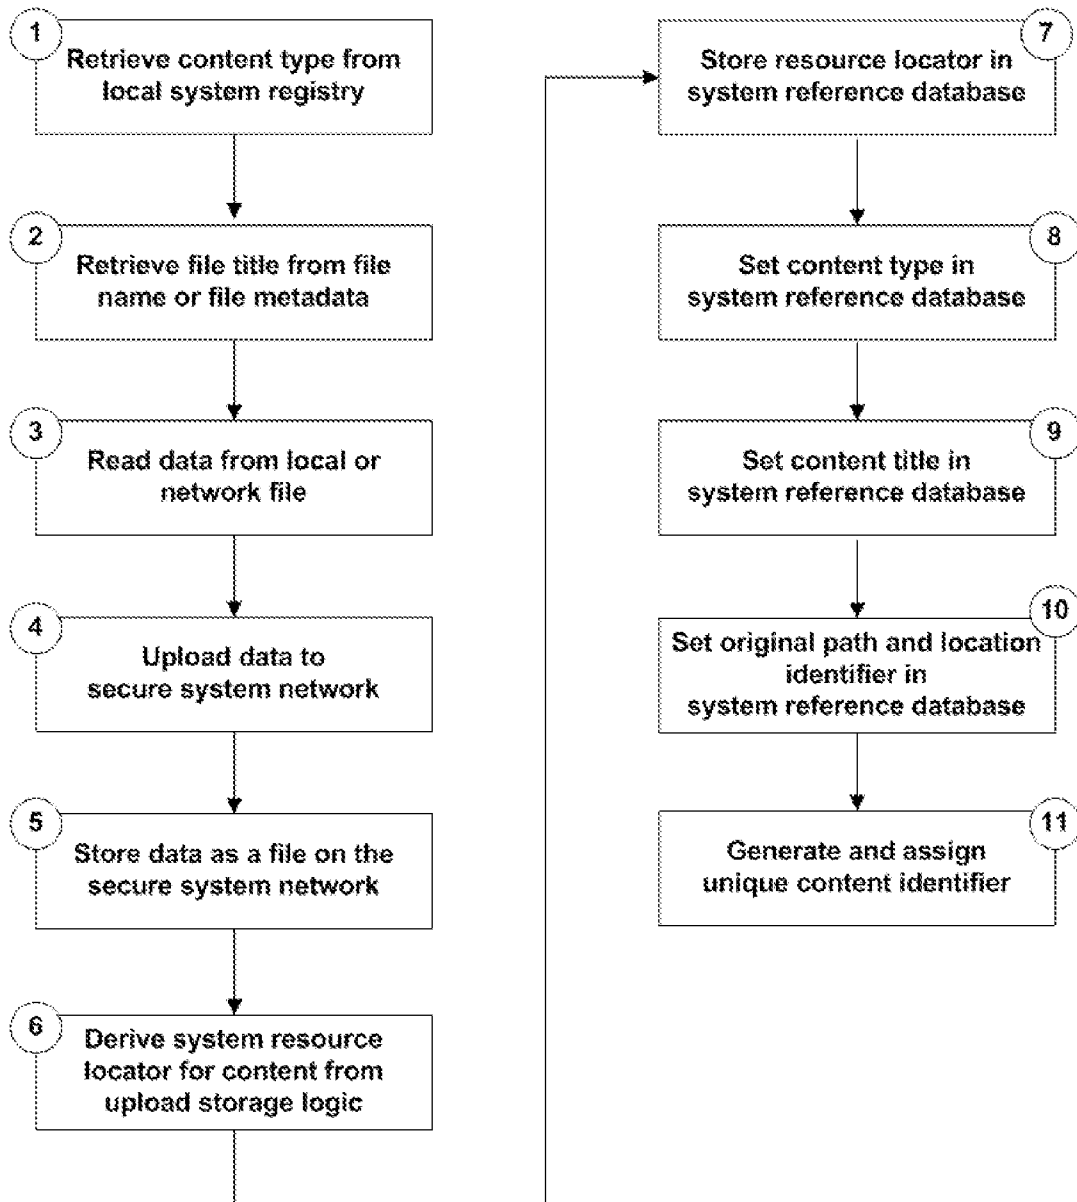 1
Retrieve content type from
local system registry
2
Retrieve file title from file
name or file metadata
3
Read data from local or
network file
4
Upload data to
secure system network
5
Store data as a file on the
secure system network
6
Derive system resource
locator for content from
upload storage logic
7
Store resource locator in
system reference database
8
Set content type in
system reference database
9
Set content title in
system reference database
10
Set original path and location
identifier in
system reference database
11
Generate and assign
unique content identifier